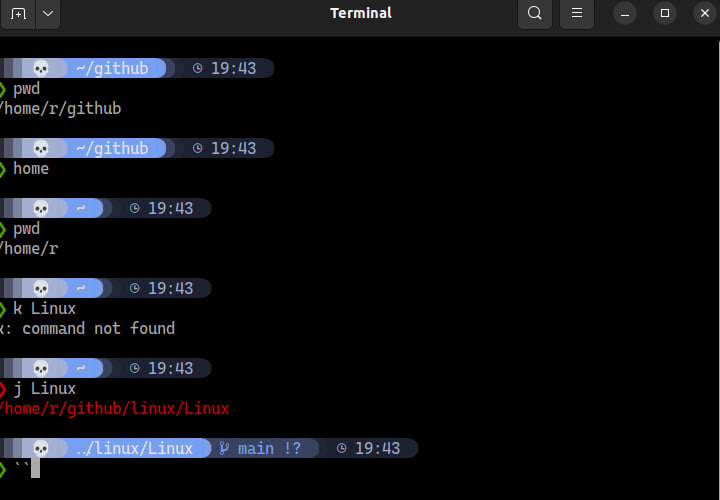 Terminal
~/github 19:43
❯ pwd
/home/r/github
~/github 19:43
❯ home
~ 19:43
❯ pwd
/home/r
~ 19:43
❯ k Linux
k: command not found
~ 19:43
❯ j Linux
/home/r/github/linux/Linux
../linux/Linux main !? 19:43
❯ ``